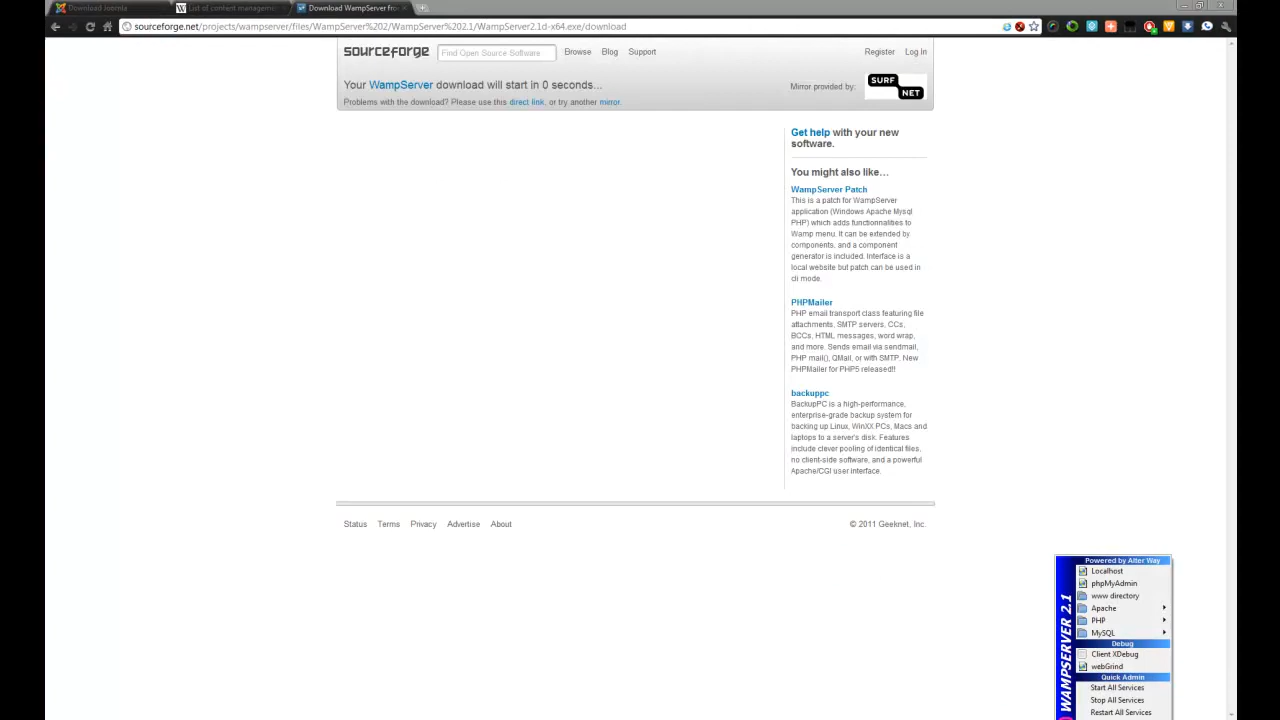 Download Joomla
List of content managemen
Download WampServer fro
sourceforge.net/projects/wampserver/files/WampServer%202/WampServer%202.1/WampServer2.1d-x64.exe/download
sourceforge
Find Open Source Software
Browse
Blog
Support
Register
Log In
Your WampServer download will start in 0 seconds...
Problems with the download? Please use this direct link, or try another mirror.
Mirror provided by:
SURF
NET
Get help with your new
software.
You might also like…
WampServer Patch
This is a patch for WampServer
application (Windows Apache Mysql
PHP) which adds functionnalities to
Wamp menu. It can be extended by
components, and a component
generator is included. Interface is a
local website but patch can be used in
cli mode.
PHPMailer
PHP email transport class featuring file
attachments, SMTP servers, CCs,
BCCs, HTML messages, word wrap,
and more. Sends email via sendmail,
PHP mail(), QMail, or with SMTP. New
PHPMailer for PHP5 released!!
backuppc
BackupPC is a high-performance,
enterprise-grade backup system for
backing up Linux, WinXX PCs, Macs and
laptops to a server's disk. Features
include clever pooling of identical files,
no client-side software, and a powerful
Apache/CGI user interface.
Status
Terms
Privacy
Advertise
About
© 2011 Geeknet, Inc.
WAMPSERVER 2.1
Powered by Alter Way
Localhost
phpMyAdmin
www directory
Apache
PHP
MySQL
Debug
Client XDebug
webGrind
Quick Admin
Start All Services
Stop All Services
Restart All Services